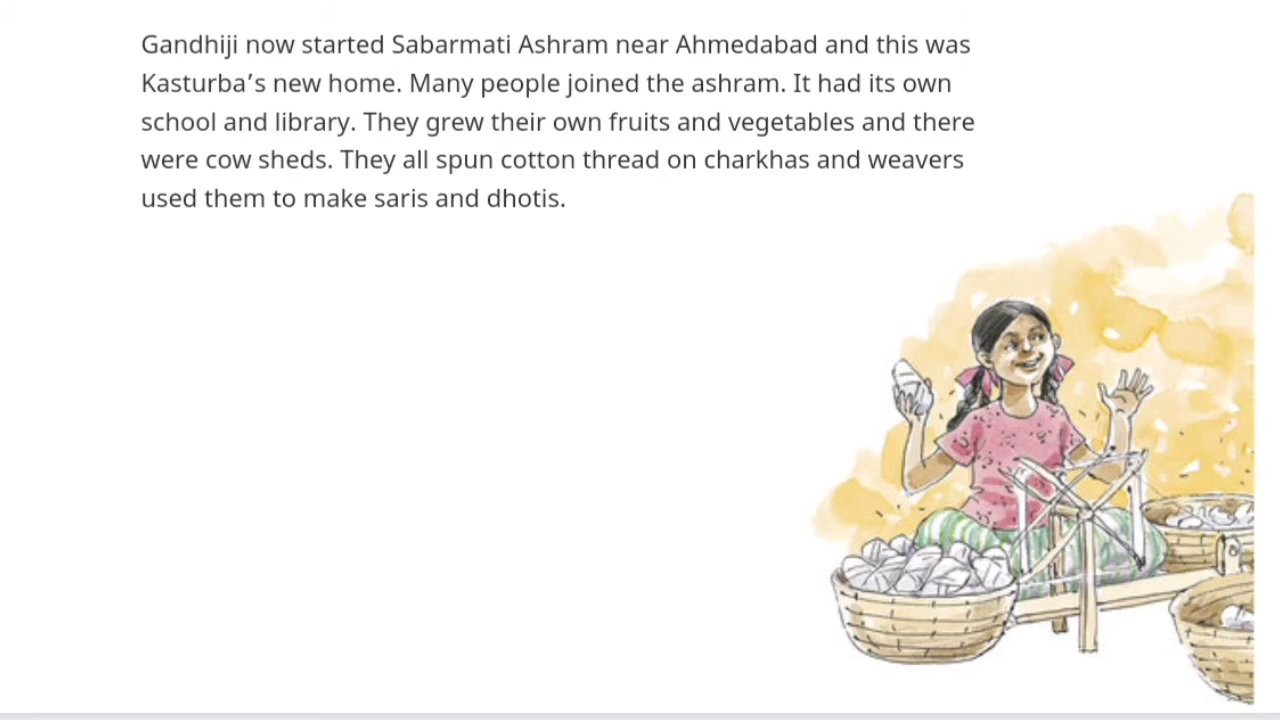 Gandhiji now started Sabarmati Ashram near Ahmedabad and this was
Kasturba’s new home. Many people joined the ashram. It had its own
school and library. They grew their own fruits and vegetables and there
were cow sheds. They all spun cotton thread on charkhas and weavers
used them to make saris and dhotis.